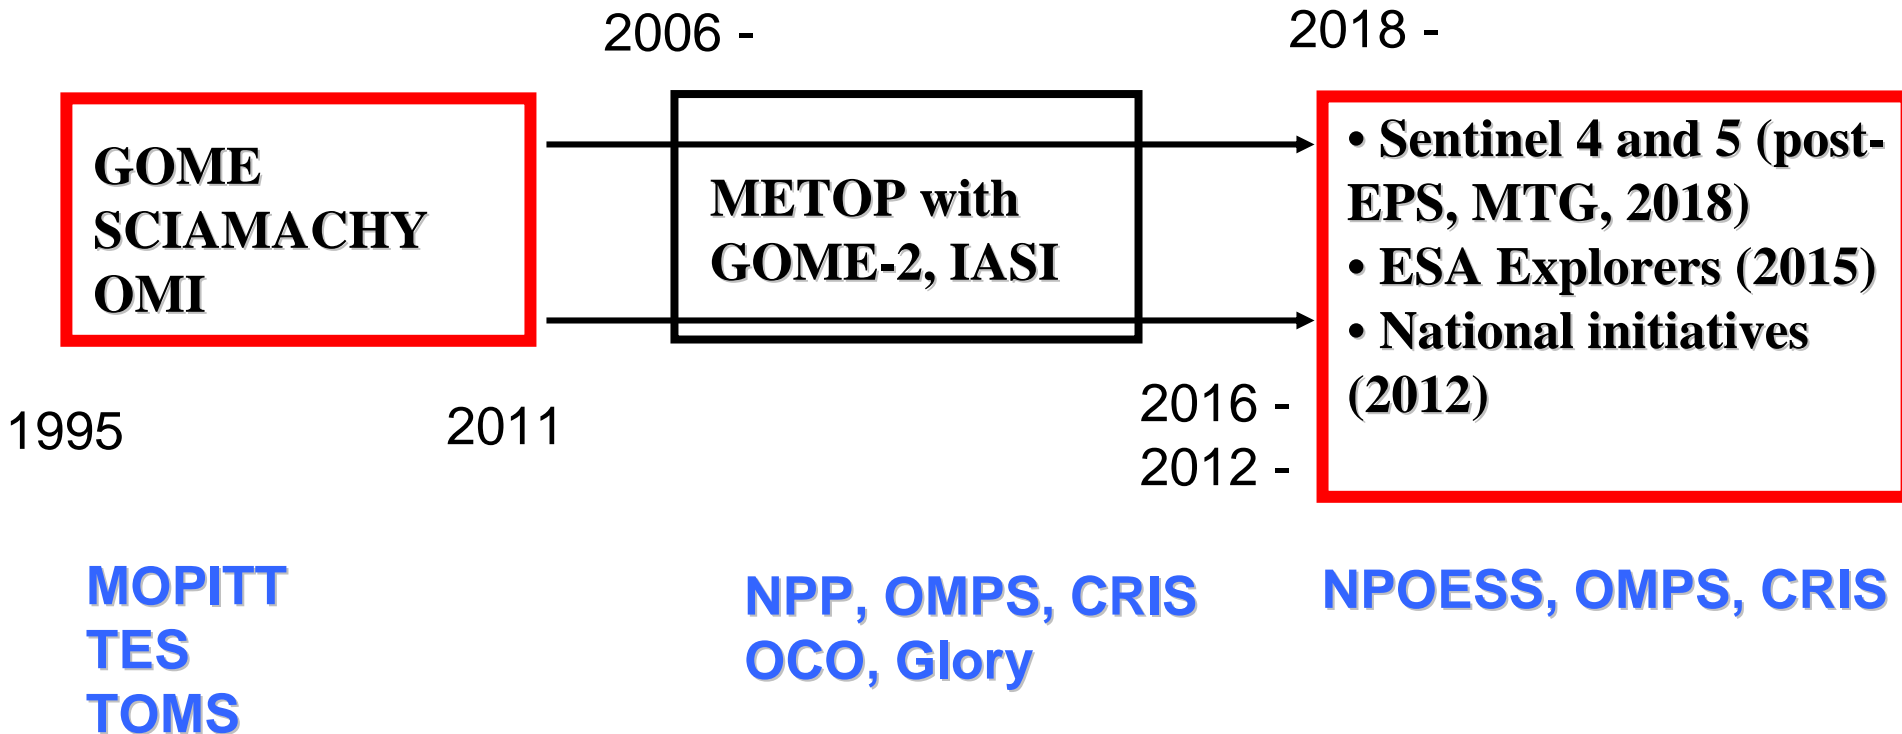 2006 -
2018 -
GOME
SCIAMACHY
OMI
METOP with
GOME-2, IASI
• Sentinel 4 and 5 (post-
EPS, MTG, 2018)
• ESA Explorers (2015)
• National initiatives
(2012)
1995
2011
2016 -
2012 -
MOPITT
TES
TOMS
NPP, OMPS, CRIS
OCO, Glory
NPOESS, OMPS, CRIS